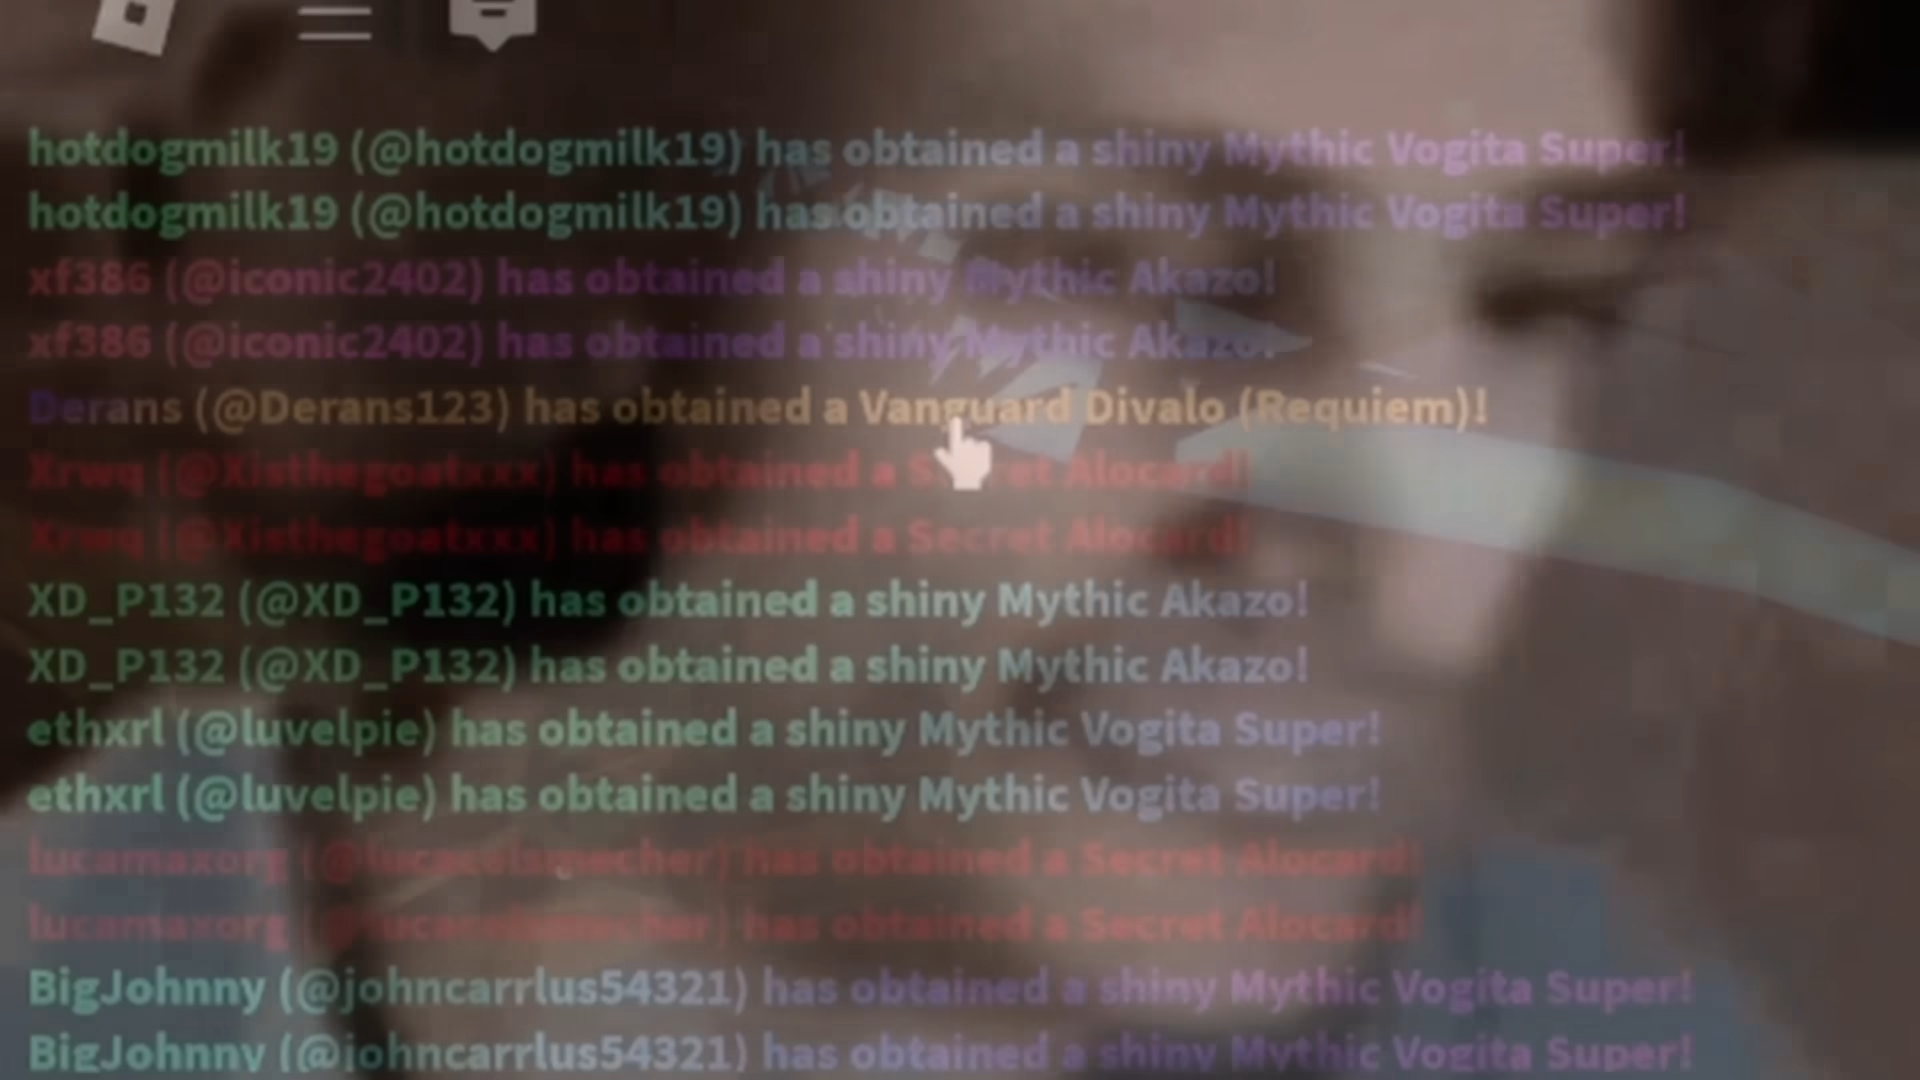 hotdogmilk19 (@hotdogmilk19) has obtained a shiny Mythic Vogita Super!
hotdogmilk19 (@hotdogmilk19) has obtained a shiny Mythic Vogita Super!
xf386 (@iconic2402) has obtained a shiny Mythic Akazo!
xf386 (@iconic2402) has obtained a shiny Mythic Akazo!
Derans (@Derans123) has obtained a Vanguard Divalo (Requiem)!
Xrwq (@Xisthegoatxxx) has obtained a Secret Alocard!
Xrwq (@Xisthegoatxxx) has obtained a Secret Alocard!
XD_P132 (@XD_P132) has obtained a shiny Mythic Akazo!
XD_P132 (@XD_P132) has obtained a shiny Mythic Akazo!
ethxrl (@luvelpie) has obtained a shiny Mythic Vogita Super!
ethxrl (@luvelpie) has obtained a shiny Mythic Vogita Super!
lucamaxorg has obtained a Secret Alocard!
lucamaxorg has obtained a Secret Alocard!
BigJohnny (@johncarrlus54321) has obtained a shiny Mythic Vogita Super!
BigJohnny (@johncarrlus54321) has obtained a shiny Mythic Vogita Super!